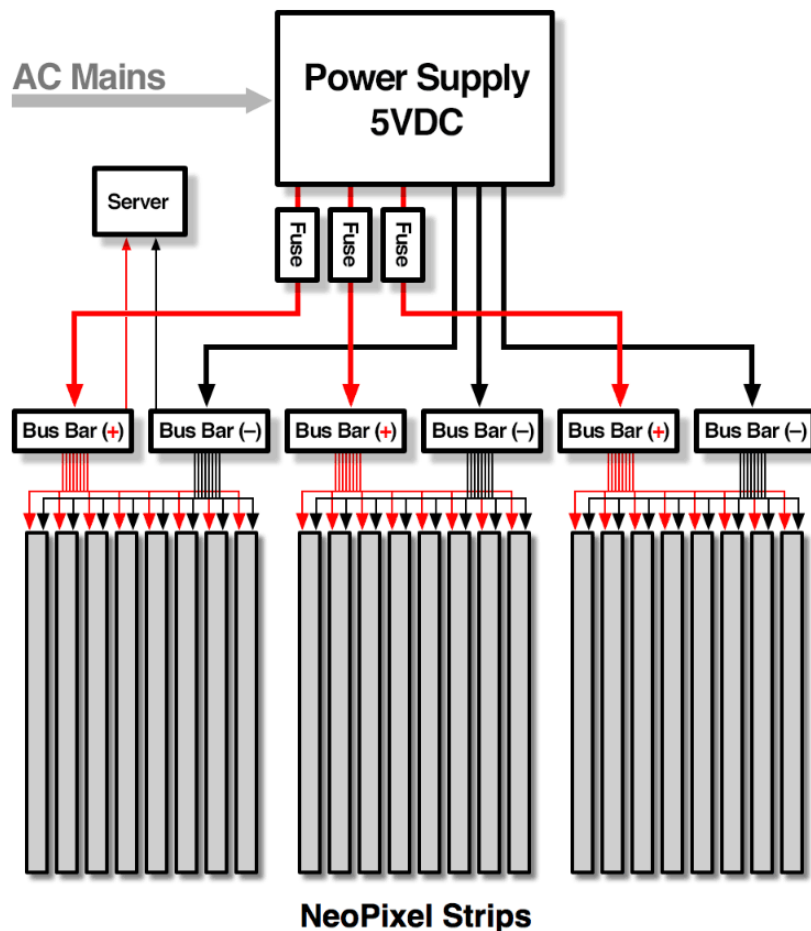 AC Mains
Power Supply
5VDC
Server
Fuse
Fuse
Fuse
Bus Bar (+)
Bus Bar (–)
Bus Bar (+)
Bus Bar (–)
Bus Bar (+)
Bus Bar (–)
NeoPixel Strips